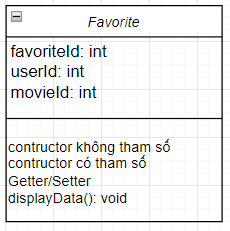 Favorite
favoriteId: int
userId: int
movieId: int
contructor không tham số
contructor có tham số
Getter/Setter
displayData(): void